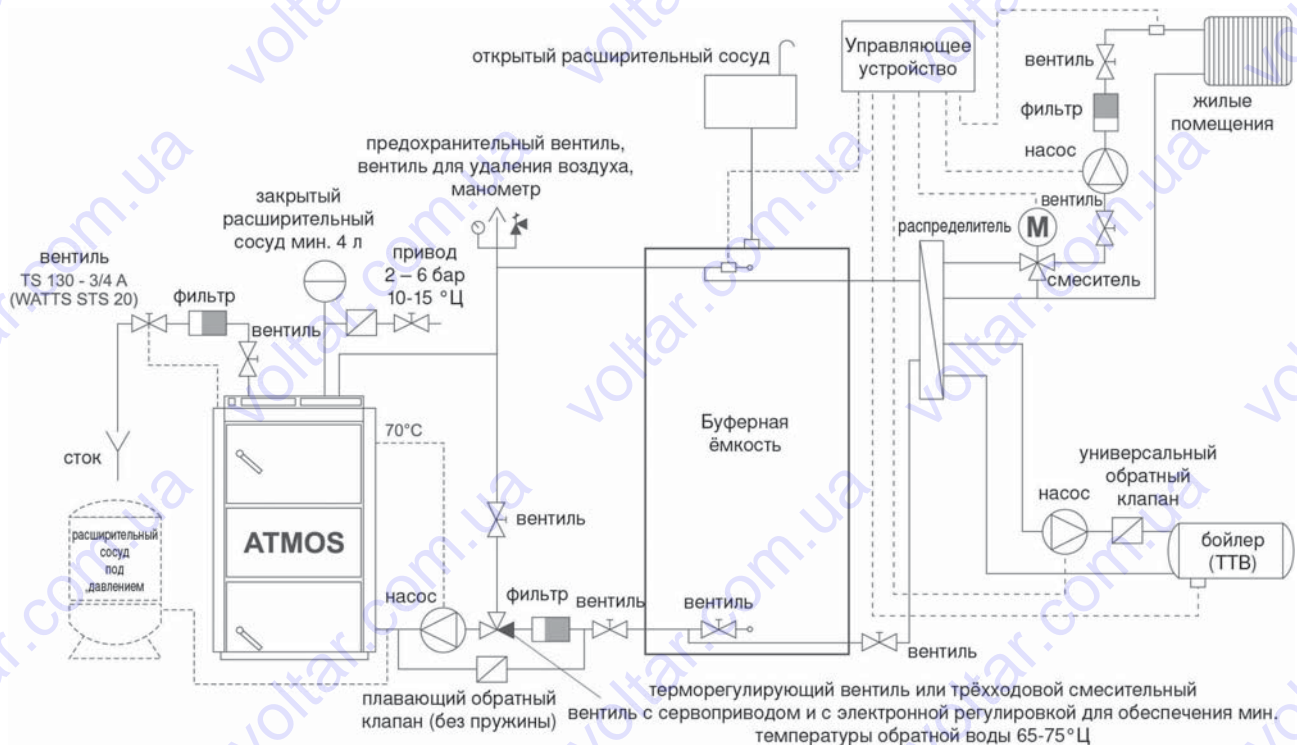 открытый расширительный сосуд
Управляющее
устройство
вентиль
фильтр
жилые
помещения
насос
предохранительный вентиль,
вентиль для удаления воздуха,
манометр
закрытый
расширительный
сосуд мин. 4 л
привод
2 – 6 бар
10-15 °Ц
вентиль
TS 130 - 3/4 A
(WATTS STS 20)
фильтр
вентиль
вентиль
распределитель
M
смеситель
70°C
сток
Буферная
ёмкость
универсальный
обратный
клапан
насос
бойлер
(ТТВ)
расширительный
сосуд
под
давлением
ATMOS
вентиль
насос
фильтр
вентиль
вентиль
вентиль
плавающий обратный
клапан (без пружины)
терморегулирующий вентиль или трёхходовой смесительный
вентиль с сервоприводом и с электронной регулировкой для обеспечения мин.
температуры обратной воды 65-75°Ц
voltar.com.ua